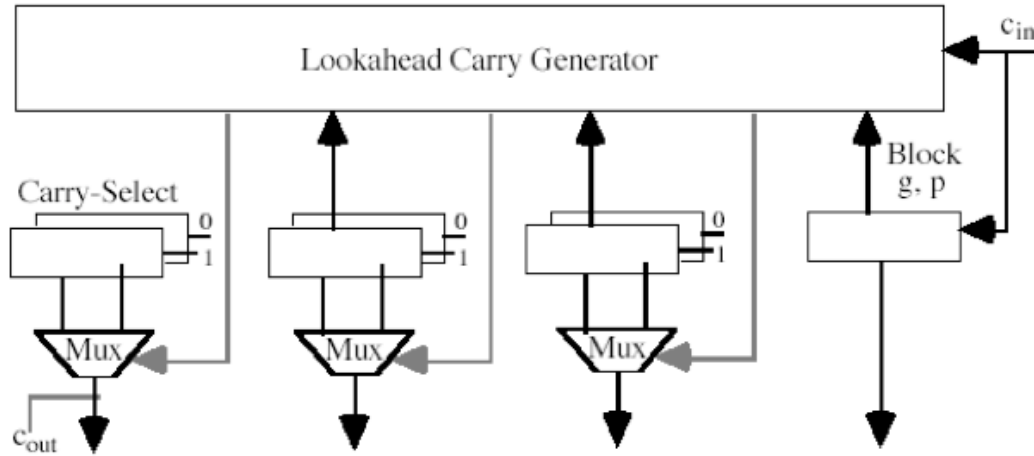 Lookahead Carry Generator
c_in
Block
g, p
Carry-Select
0
1
0
1
0
1
Mux
Mux
Mux
c_out